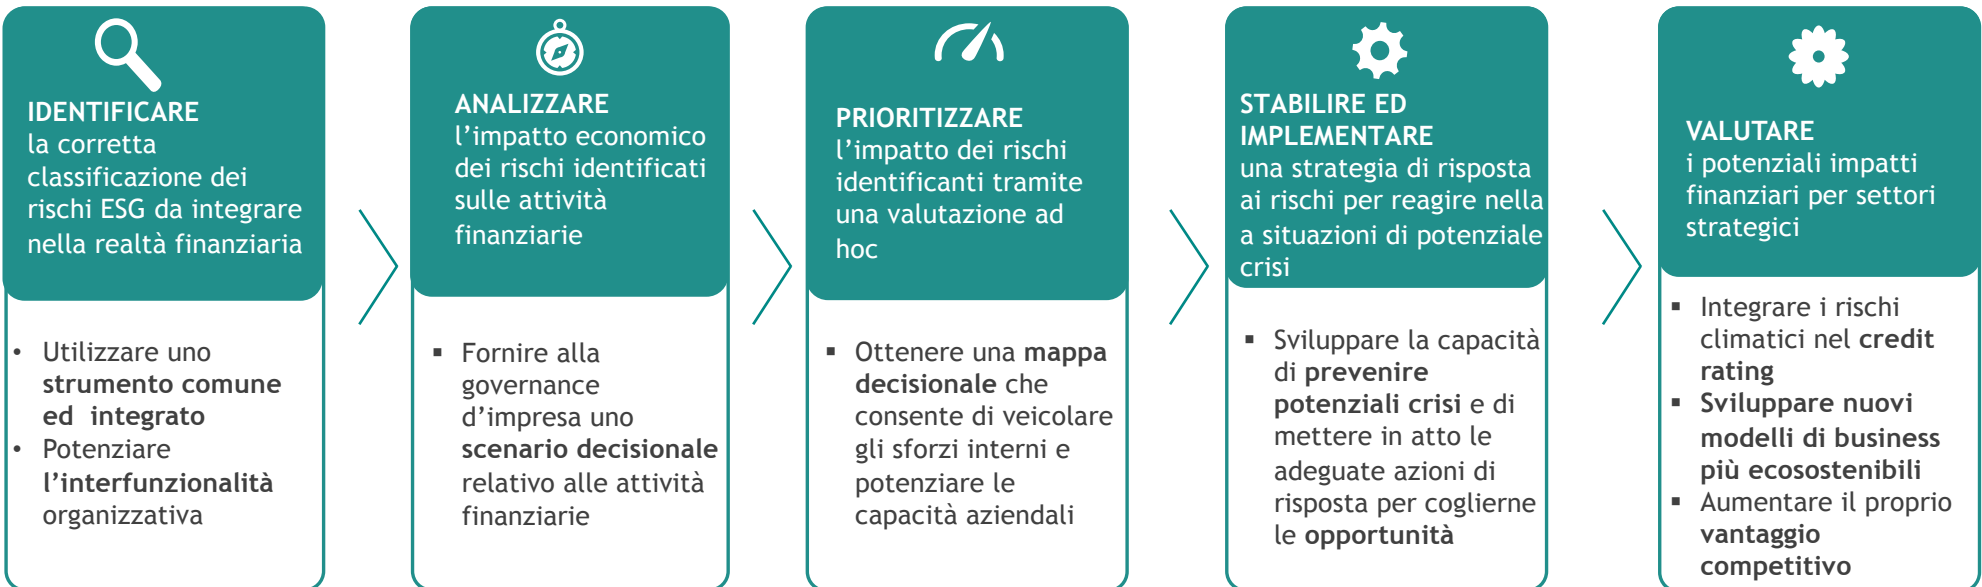 IDENTIFICARE
la corretta
classificazione dei
rischi ESG da integrare
nella realtà finanziaria
• Utilizzare uno
strumento comune
ed integrato
• Potenziare
l’interfunzionalità
organizzativa
ANALIZZARE
l’impatto economico
dei rischi identificati
sulle attività
finanziarie
▪ Fornire alla
governance
d’impresa uno
scenario decisionale
relativo alle attività
finanziarie
PRIORITIZZARE
l’impatto dei rischi
identificanti tramite
una valutazione ad
hoc
▪ Ottenere una mappa
decisionale che
consente di veicolare
gli sforzi interni e
potenziare le
capacità aziendali
STABILIRE ED
IMPLEMENTARE
una strategia di risposta
ai rischi per reagire nella
a situazioni di potenziale
crisi
▪ Sviluppare la capacità
di prevenire
potenziali crisi e di
mettere in atto le
adeguate azioni di
risposta per coglierne
le opportunità
VALUTARE
i potenziali impatti
finanziari per settori
strategici
▪ Integrare i rischi
climatici nel credit
rating
▪ Sviluppare nuovi
modelli di business
più ecosostenibili
▪ Aumentare il proprio
vantaggio
competitivo